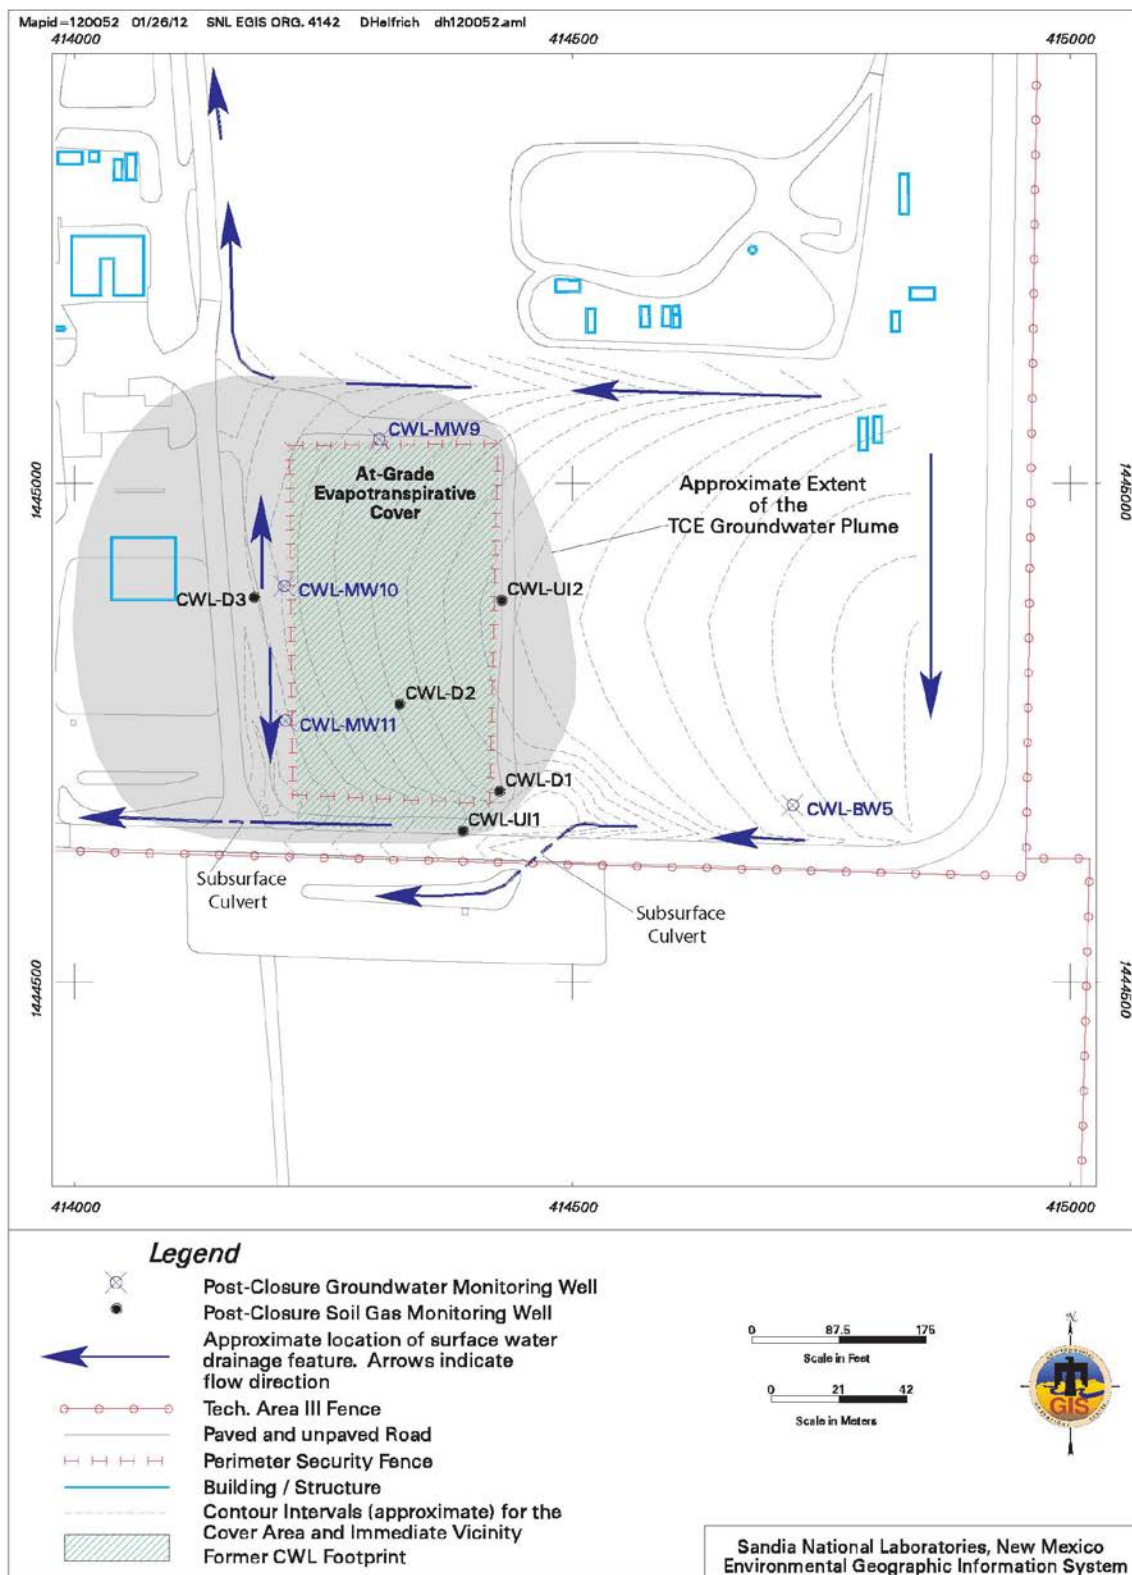 Mapid=120052 01/26/12 SNL EGIS ORG. 4142 DHelfrich dh120052.aml
414000 414500 415000
CWL-MW9
At-Grade
Evapotranspirative
Cover
1445000
1445000
Approximate Extent
of the
TCE Groundwater Plume
CWL-MW10
CWL-D3
CWL-UI2
CWL-D2
CWL-MW11
CWL-D1
CWL-BW5
CWL-UI1
Subsurface
Culvert
Subsurface
Culvert
1444500
1444500
414000 414500 415000
Legend
Post-Closure Groundwater Monitoring Well
Post-Closure Soil Gas Monitoring Well
Approximate location of surface water
drainage feature. Arrows indicate
flow direction
Tech. Area III Fence
Paved and unpaved Road
Perimeter Security Fence
Building / Structure
Contour Intervals (approximate) for the
Cover Area and Immediate Vicinity
Former CWL Footprint
0 87.5 175
Scale in Feet
0 21 42
Scale in Meters
N
GIS
Sandia National Laboratories, New Mexico
Environmental Geographic Information System